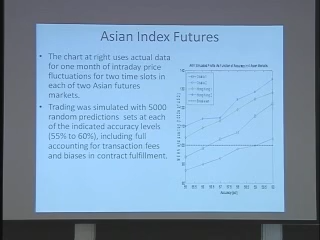 Asian Index Futures
• The chart at right uses actual data
for one month of intraday price
fluctuations for two time slots in
each of two Asian futures
markets.
• Trading was simulated with 5000
random predictions sets at each
of the indicated accuracy levels
(55% to 60%), including full
accounting for transaction fees
and biases in contract fulfillment.